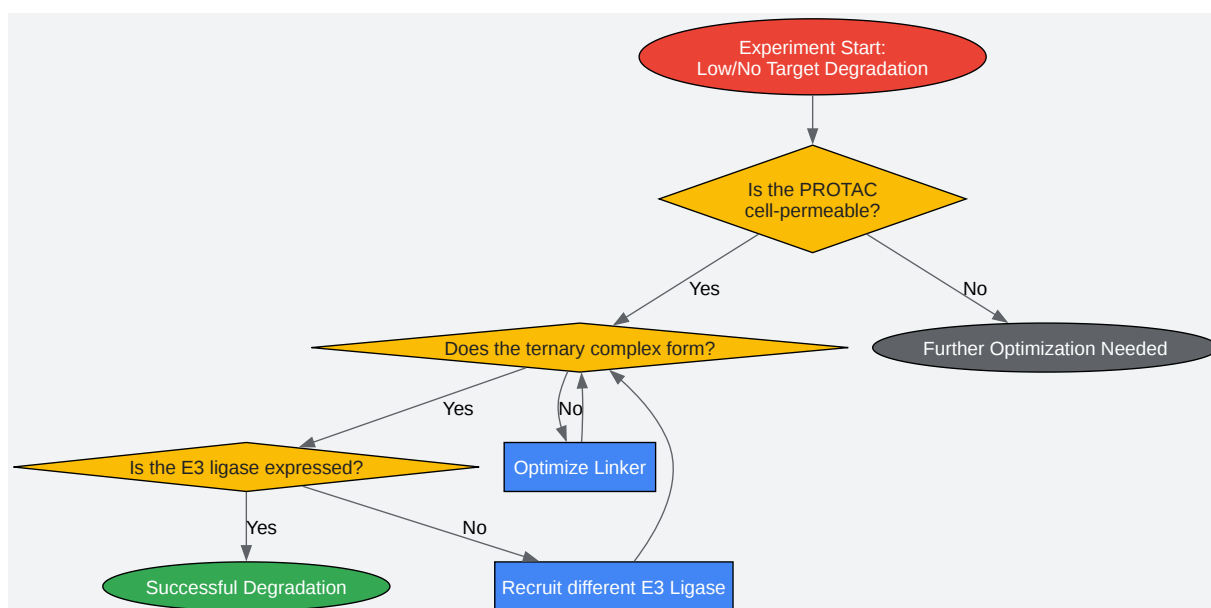 Experiment Start:
Low/No Target Degradation
Is the PROTAC
cell-permeable?
Yes
No
Does the ternary complex form?
Further Optimization Needed
Yes
No
Is the E3 ligase expressed?
Optimize Linker
Yes
No
Successful Degradation
Recruit different E3 Ligase